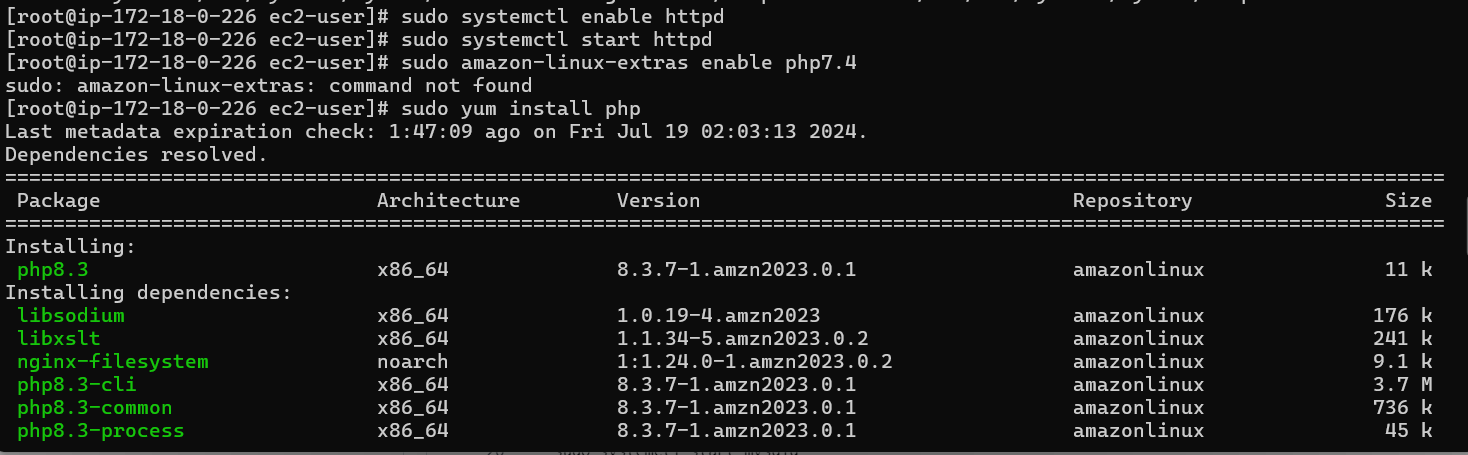 [root@ip-172-18-0-226 ec2-user]# sudo systemctl enable httpd
[root@ip-172-18-0-226 ec2-user]# sudo systemctl start httpd
[root@ip-172-18-0-226 ec2-user]# sudo amazon-linux-extras enable php7.4
sudo: amazon-linux-extras: command not found
[root@ip-172-18-0-226 ec2-user]# sudo yum install php
Last metadata expiration check: 1:47:09 ago on Fri Jul 19 02:03:13 2024.
Dependencies resolved.
========================================================================================================================
Package Architecture Version Repository Size
========================================================================================================================
Installing:
php8.3 x86_64 8.3.7-1.amzn2023.0.1 amazonlinux 11 k
Installing dependencies:
libsodium x86_64 1.0.19-4.amzn2023 amazonlinux 176 k
libxslt x86_64 1.1.34-5.amzn2023.0.2 amazonlinux 241 k
nginx-filesystem noarch 1:1.24.0-1.amzn2023.0.2 amazonlinux 9.1 k
php8.3-cli x86_64 8.3.7-1.amzn2023.0.1 amazonlinux 3.7 M
php8.3-common x86_64 8.3.7-1.amzn2023.0.1 amazonlinux 736 k
php8.3-process x86_64 8.3.7-1.amzn2023.0.1 amazonlinux 45 k